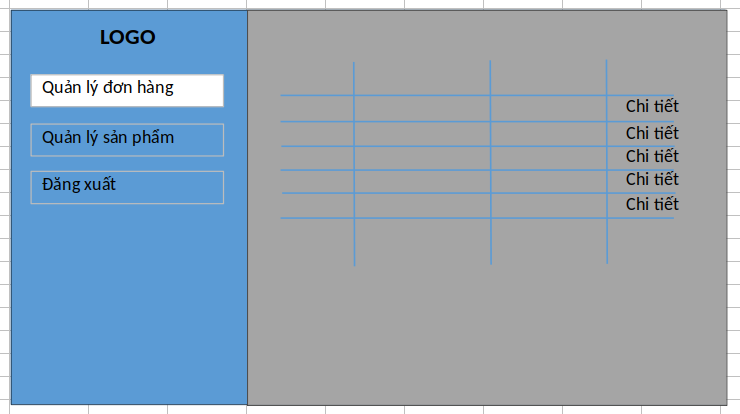 LOGO
Quản lý đơn hàng
Quản lý sản phẩm
Đăng xuất
Chi tiết
Chi tiết
Chi tiết
Chi tiết
Chi tiết